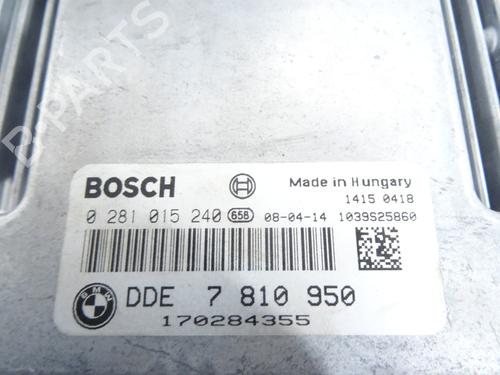 BOSCH
Made in Hungary
1415 0418
0 281 015 240 658 08-04-14 1039S25860
BMW
DDE 7 810 950
170284355
B-PARTS